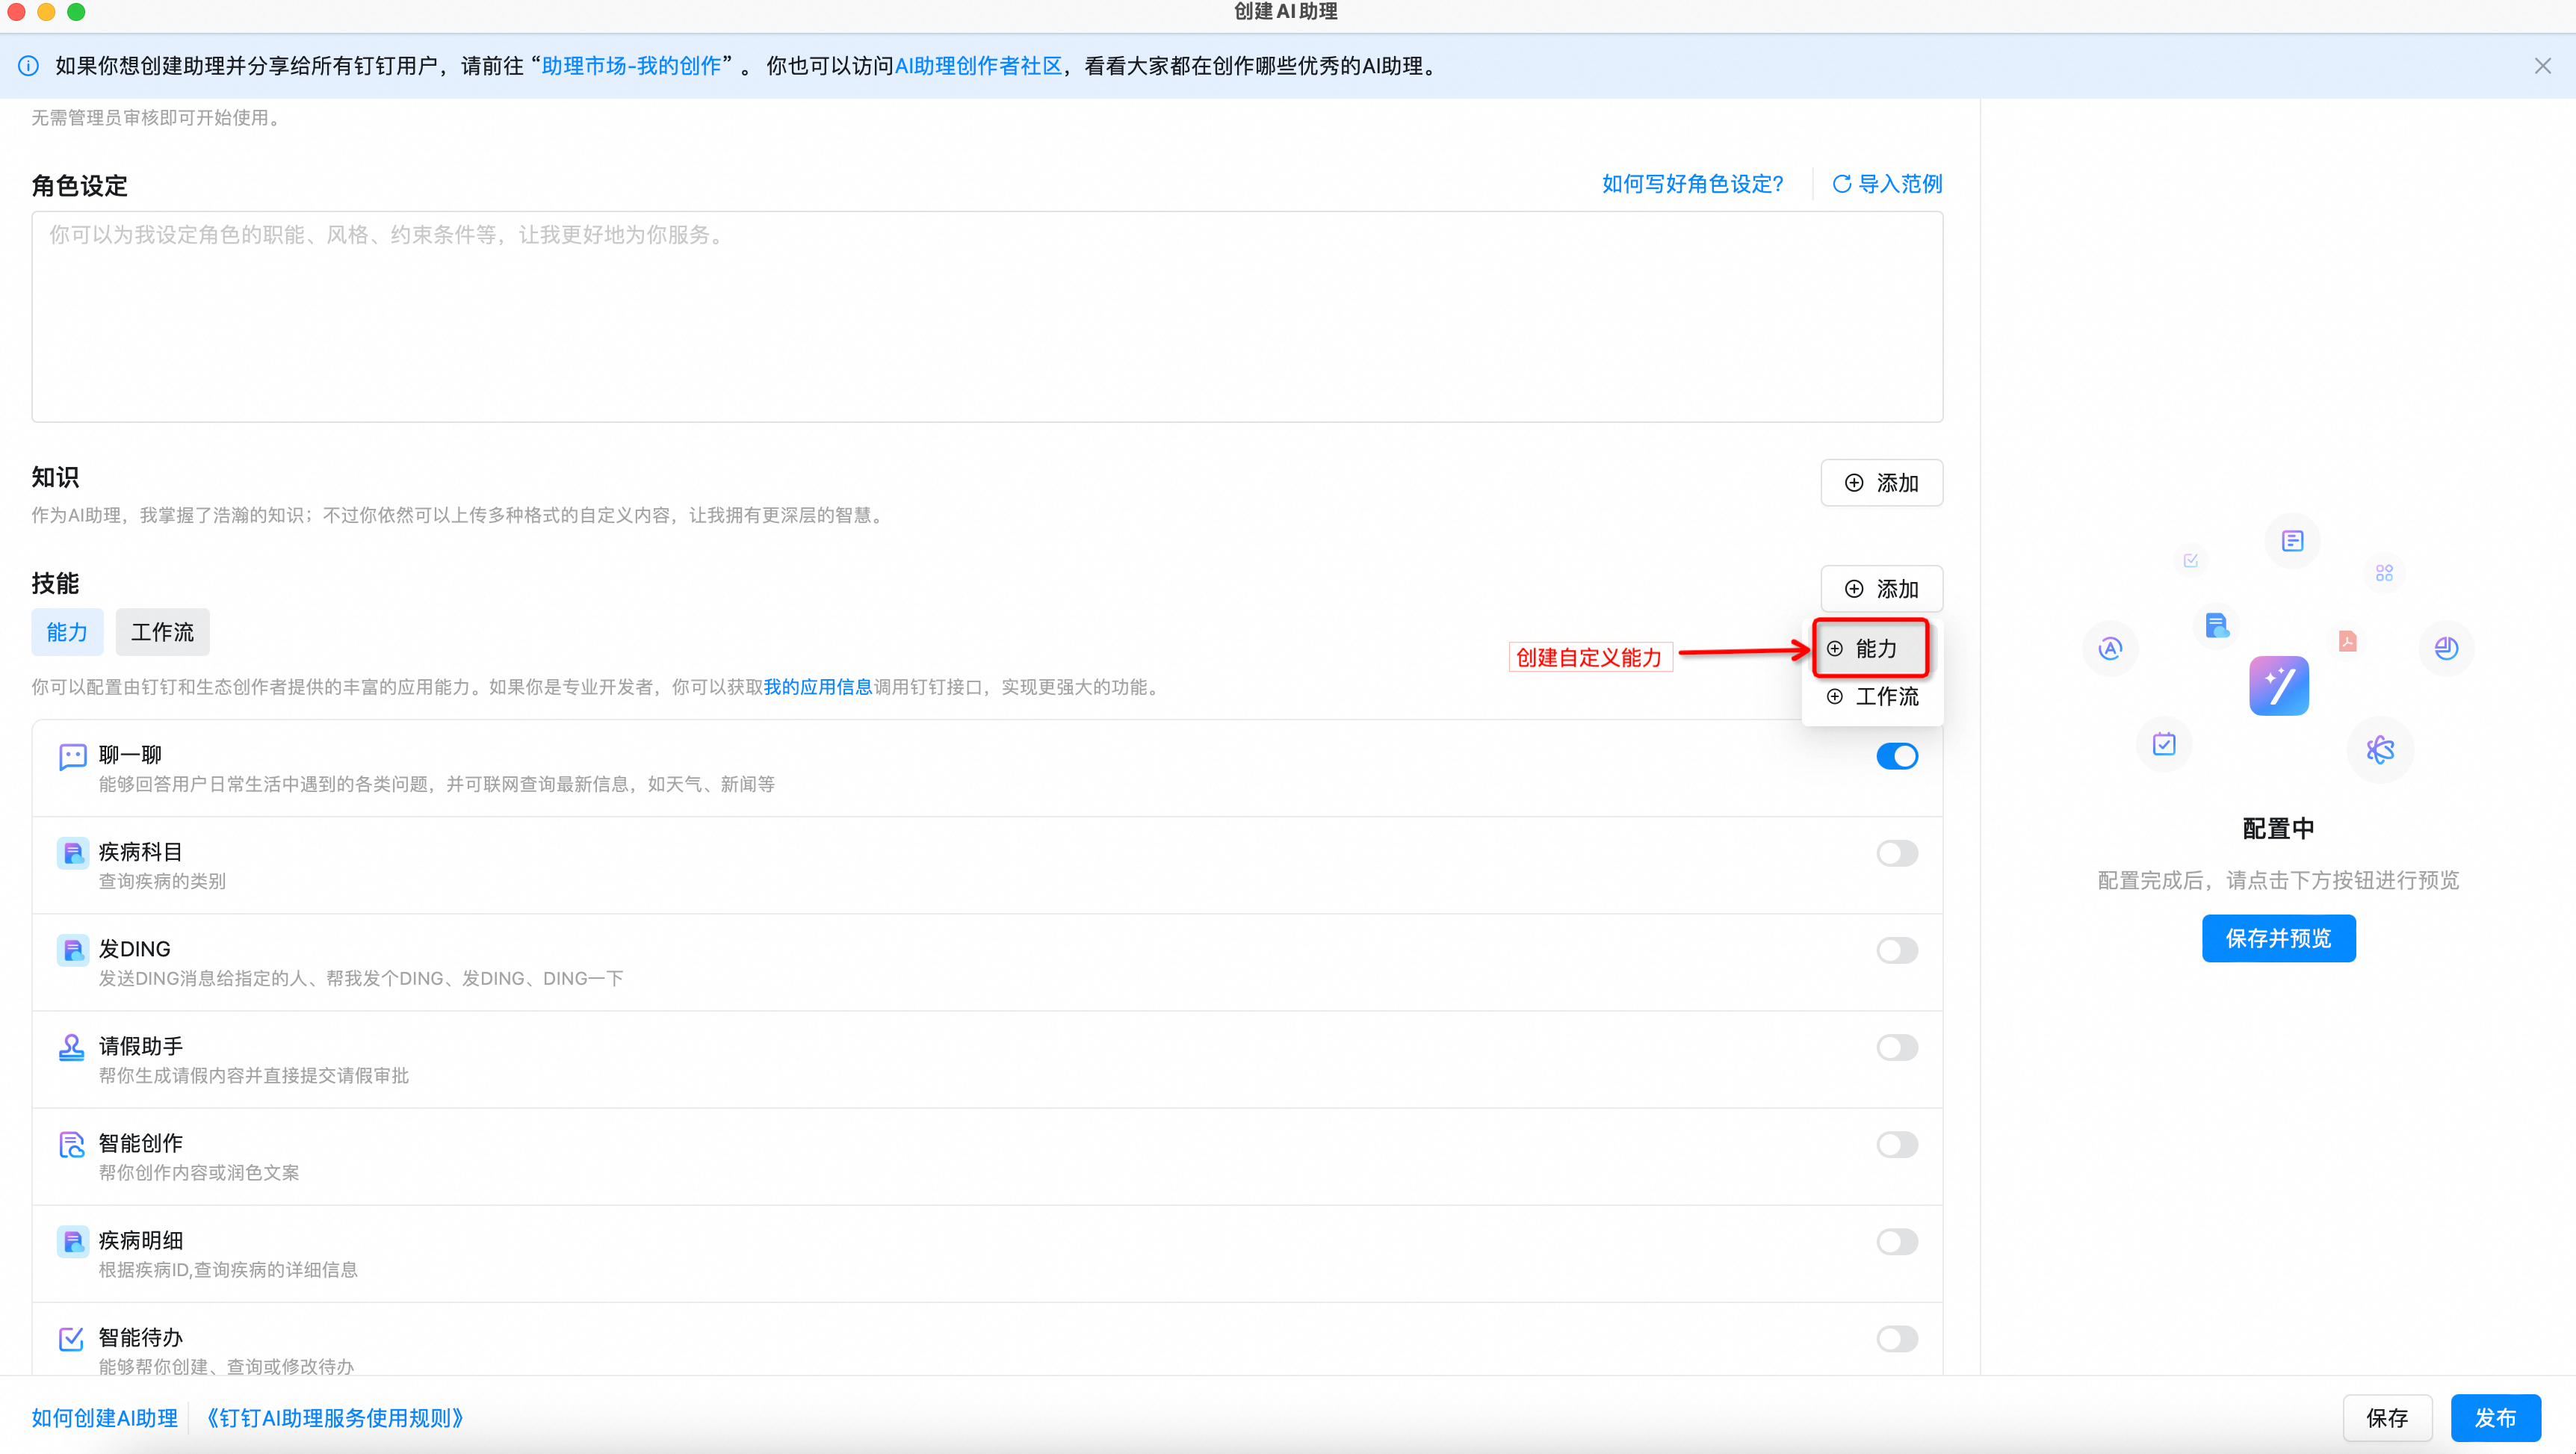 创建AI助理
如果你想创建助理并分享给所有钉钉用户，请前往 “助理市场-我的创作” 。 你也可以访问AI助理创作者社区，看看大家都在创作哪些优秀的AI助理。
无需管理员审核即可开始使用。
角色设定
如何写好角色设定?
导入范例
你可以为我设定角色的职能、风格、约束条件等，让我更好地为你服务。
知识
添加
作为AI助理，我掌握了浩瀚的知识；不过你依然可以上传多种格式的自定义内容，让我拥有更深层的智慧。
技能
添加
能力
工作流
创建自定义能力
能力
工作流
你可以配置由钉钉和生态创作者提供的丰富的应用能力。如果你是专业开发者，你可以获取我的应用信息调用钉钉接口，实现更强大的功能。
聊一聊
能够回答用户日常生活中遇到的各类问题，并可联网查询最新信息，如天气、新闻等
疾病科目
查询疾病的类别
发DING
发送DING消息给指定的人、帮我发个DING、发DING、DING一下
请假助手
帮你生成请假内容并直接提交请假审批
智能创作
帮你创作内容或润色文案
疾病明细
根据疾病ID,查询疾病的详细信息
智能待办
能够帮你创建、查询或修改待办
配置中
配置完成后，请点击下方按钮进行预览
保存并预览
如何创建AI助理
《钉钉AI助理服务使用规则》
保存
发布